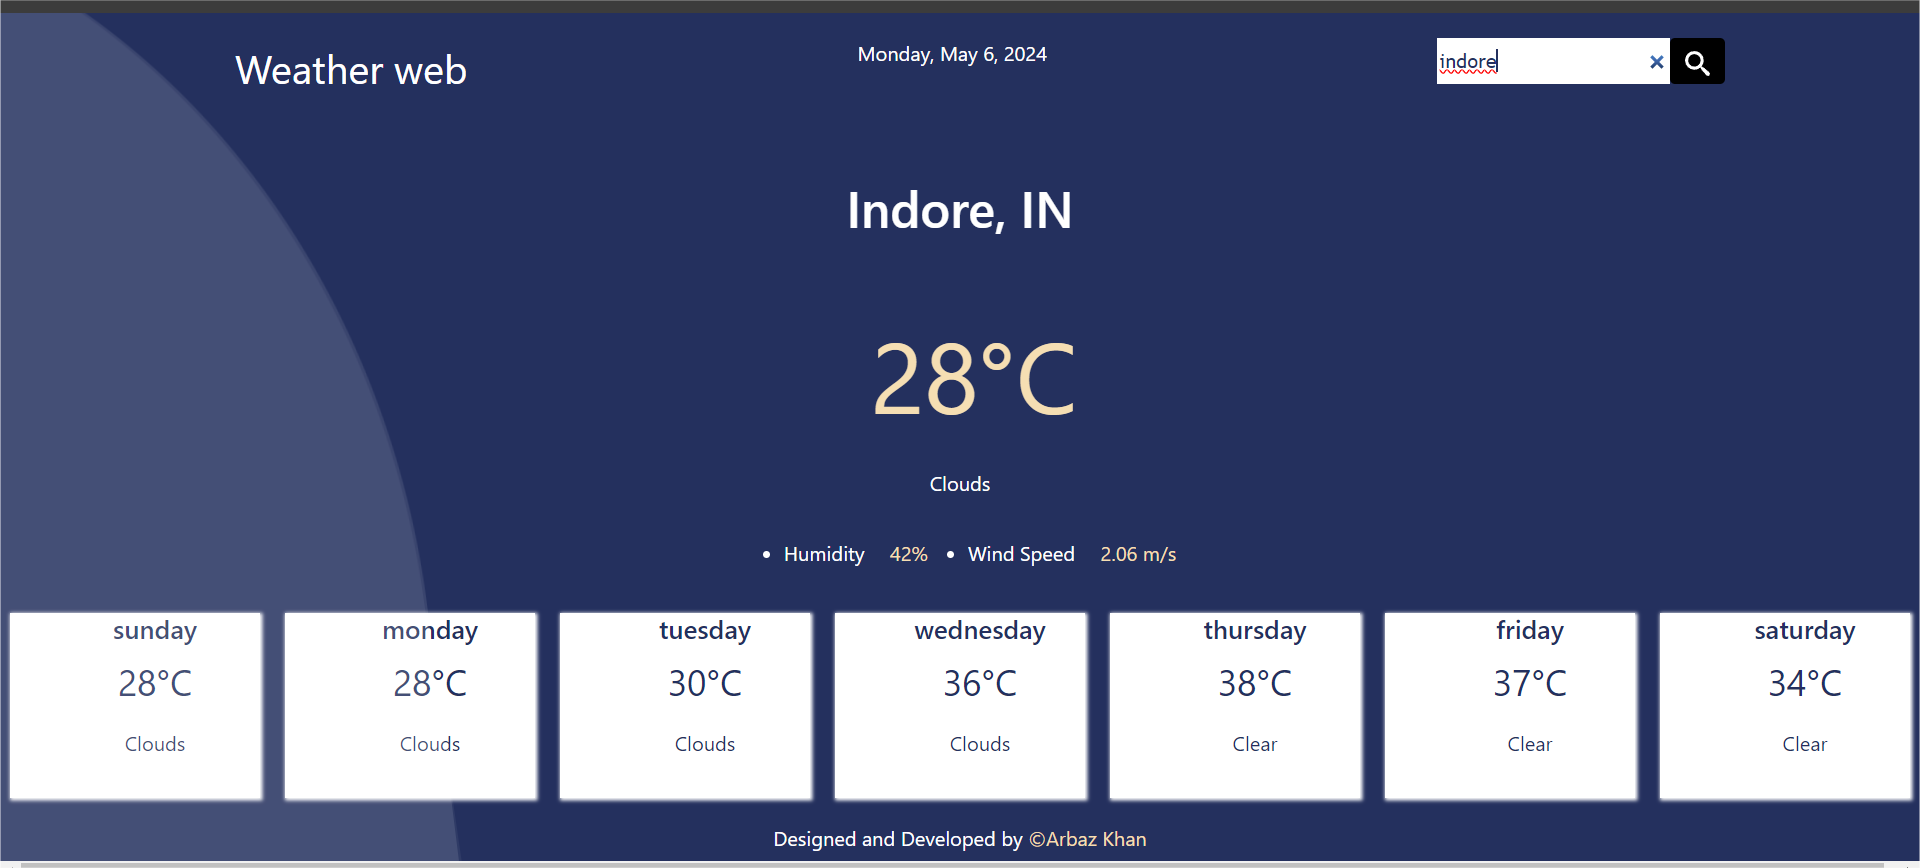 Weather web
Monday, May 6, 2024
indore
Indore, IN
28°C
Clouds
• Humidity 42% • Wind Speed 2.06 m/s
sunday monday tuesday wednesday thursday friday saturday
28°C 28°C 30°C 36°C 38°C 37°C 34°C
Clouds Clouds Clouds Clouds Clear Clear Clear
Designed and Developed by ©Arbaz Khan